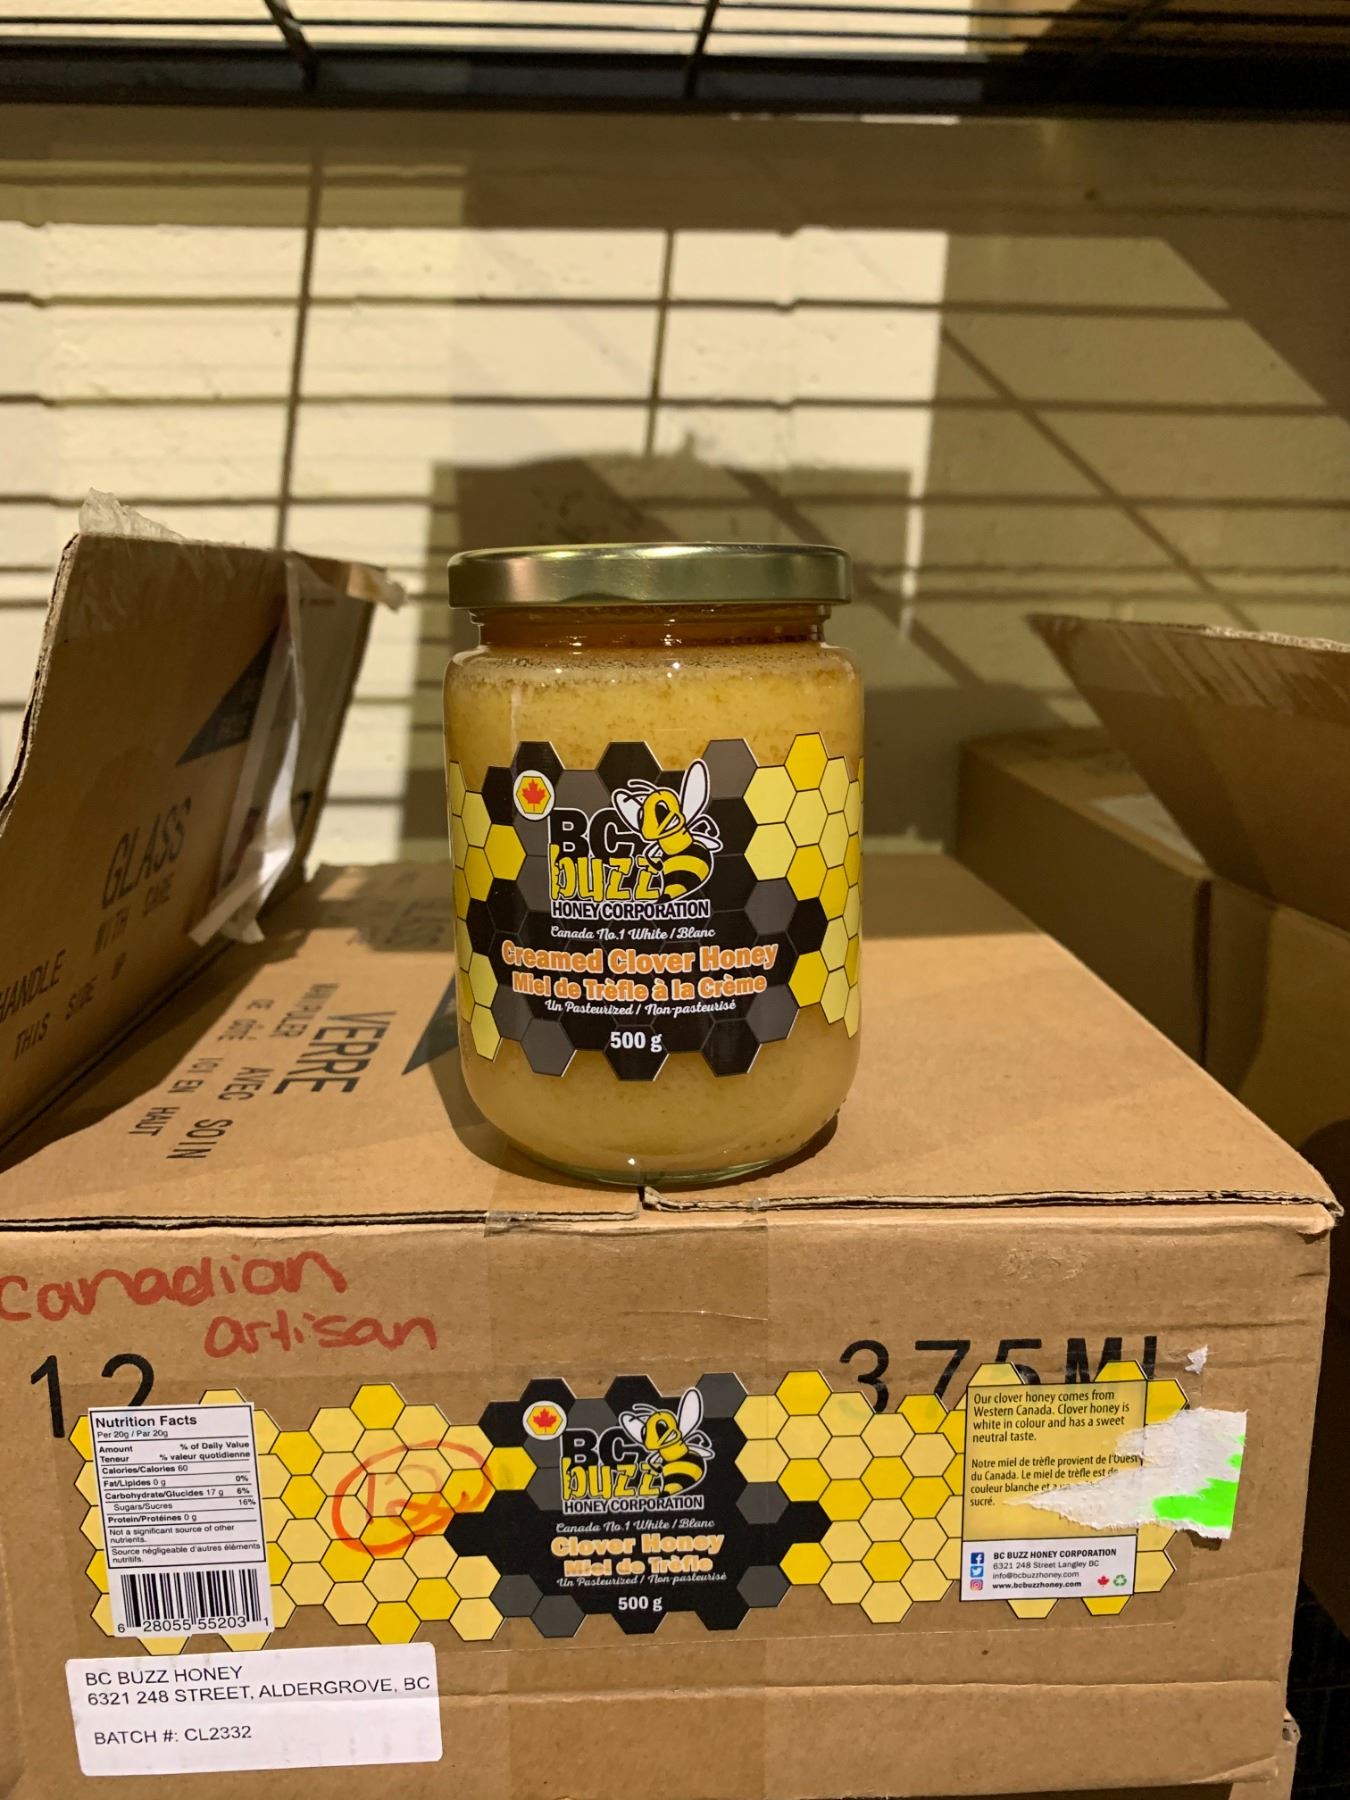 BC
buzz
HONEY CORPORATION
Canada No.1 White / Blanc
Creamed Clover Honey
Miel de Trèfle à la Crème
Un Pasteurized / Non-pasteurisé
500 g
GLASS
HANDLE WITH CARE
THIS SIDE UP
VERRE
MANIPULER AVEC SOIN
DE CÔTÉ ICI EN HAUT
Canadian
artisan
12
375 ML
Nutrition Facts
Per 20g / Par 20g
Amount % of Daily Value
Teneur % valeur quotidienne
Calories/Calories 60
Fat/Lipides 0 g 0%
Carbohydrate/Glucides 17 g 6%
Sugars/Sucres 16%
Protein/Protéines 0 g
Not a significant source of other
nutrients.
Source négligeable d'autres éléments
nutritifs.
6 28055 55203 1
BC
buzz
HONEY CORPORATION
Canada No.1 White / Blanc
Clover Honey
Miel de Trèfle
Un Pasteurized / Non-pasteurisé
500 g
Our clover honey comes from
Western Canada. Clover honey is
white in colour and has a sweet
neutral taste.
Notre miel de trèfle provient de l'Ouest
du Canada. Le miel de trèfle est de
couleur blanche et a
sucré.
BC BUZZ HONEY CORPORATION
6321 248 Street Langley BC
info@bcbuzzhoney.com
www.bcbuzzhoney.com
BC BUZZ HONEY
6321 248 STREET, ALDERGROVE, BC
BATCH #: CL2332